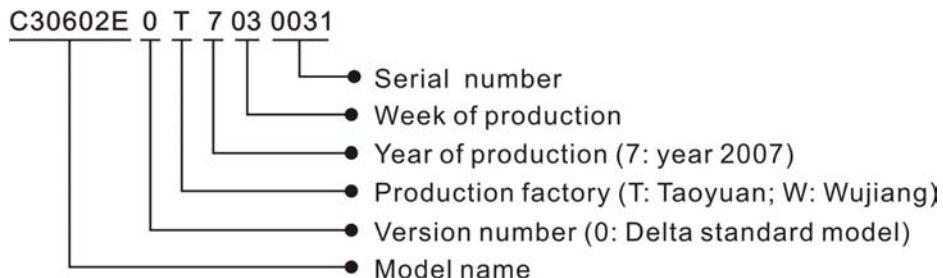 C30602E 0 T 7 03 0031
Serial number
Week of production
Year of production (7: year 2007)
Production factory (T: Taoyuan; W: Wujiang)
Version number (0: Delta standard model)
Model name